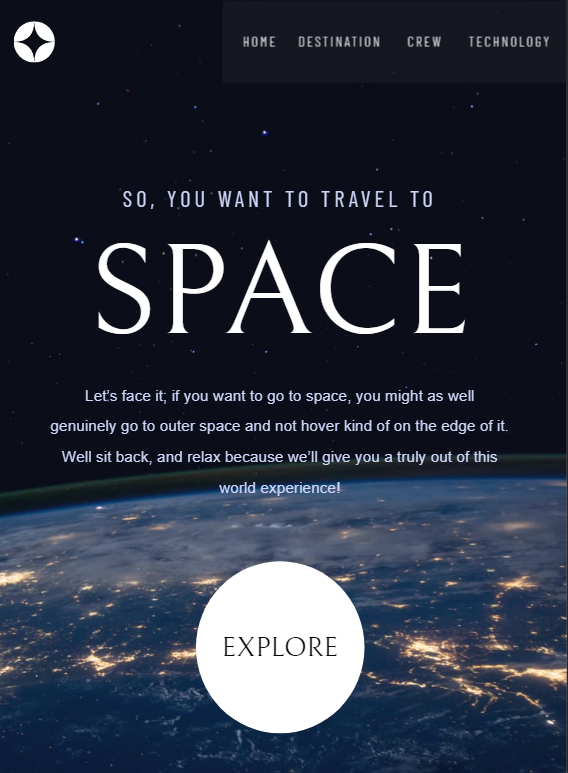 HOME DESTINATION CREW TECHNOLOGY
SO, YOU WANT TO TRAVEL TO
SPACE
Let’s face it; if you want to go to space, you might as well
genuinely go to outer space and not hover kind of on the edge of it.
Well sit back, and relax because we’ll give you a truly out of this
world experience!
EXPLORE